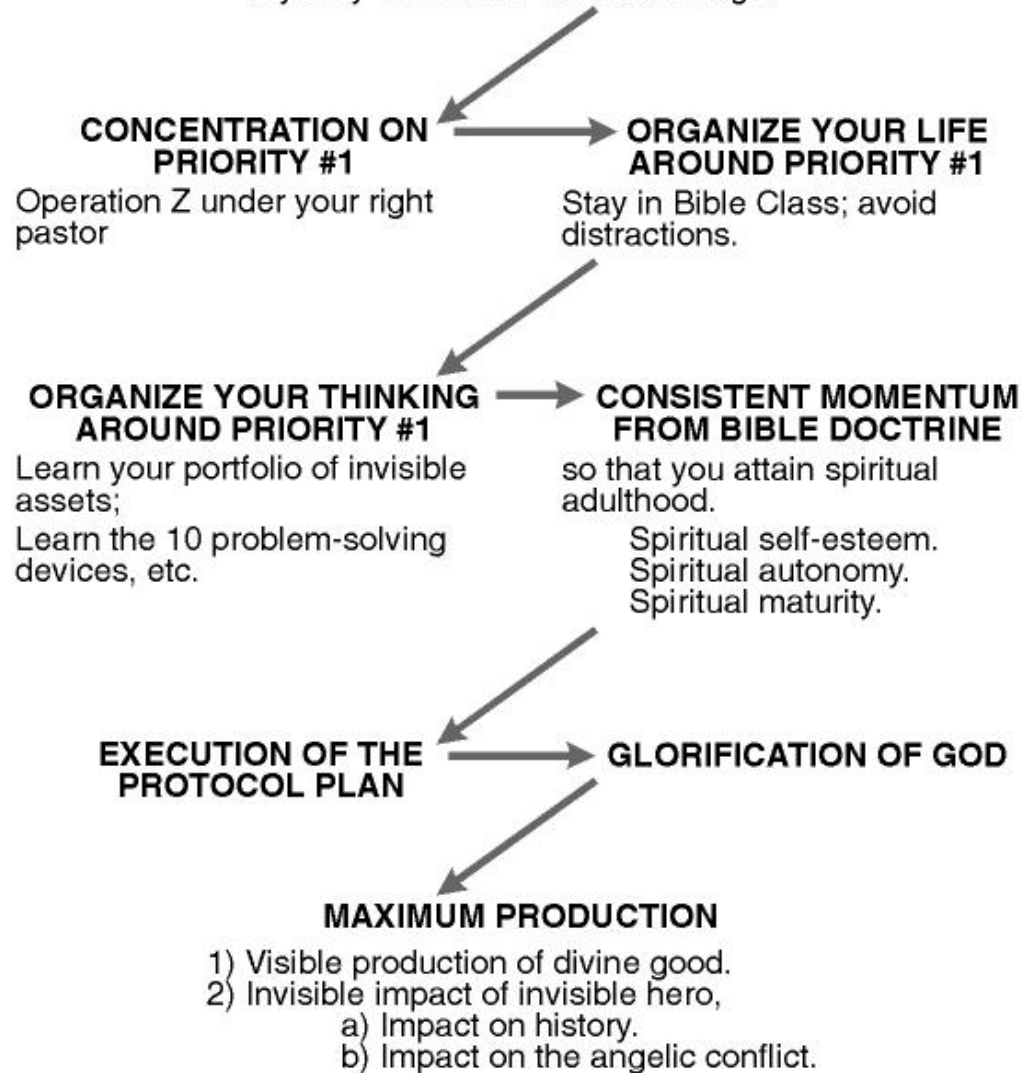 CONCENTRATION ON
PRIORITY #1
Operation Z under your right
pastor
ORGANIZE YOUR LIFE
AROUND PRIORITY #1
Stay in Bible Class; avoid
distractions.
ORGANIZE YOUR THINKING
AROUND PRIORITY #1
Learn your portfolio of invisible
assets;
Learn the 10 problem-solving
devices, etc.
CONSISTENT MOMENTUM
FROM BIBLE DOCTRINE
so that you attain spiritual
adulthood.
Spiritual self-esteem.
Spiritual autonomy.
Spiritual maturity.
EXECUTION OF THE
PROTOCOL PLAN
GLORIFICATION OF GOD
MAXIMUM PRODUCTION
1) Visible production of divine good.
2) Invisible impact of invisible hero,
a) Impact on history.
b) Impact on the angelic conflict.